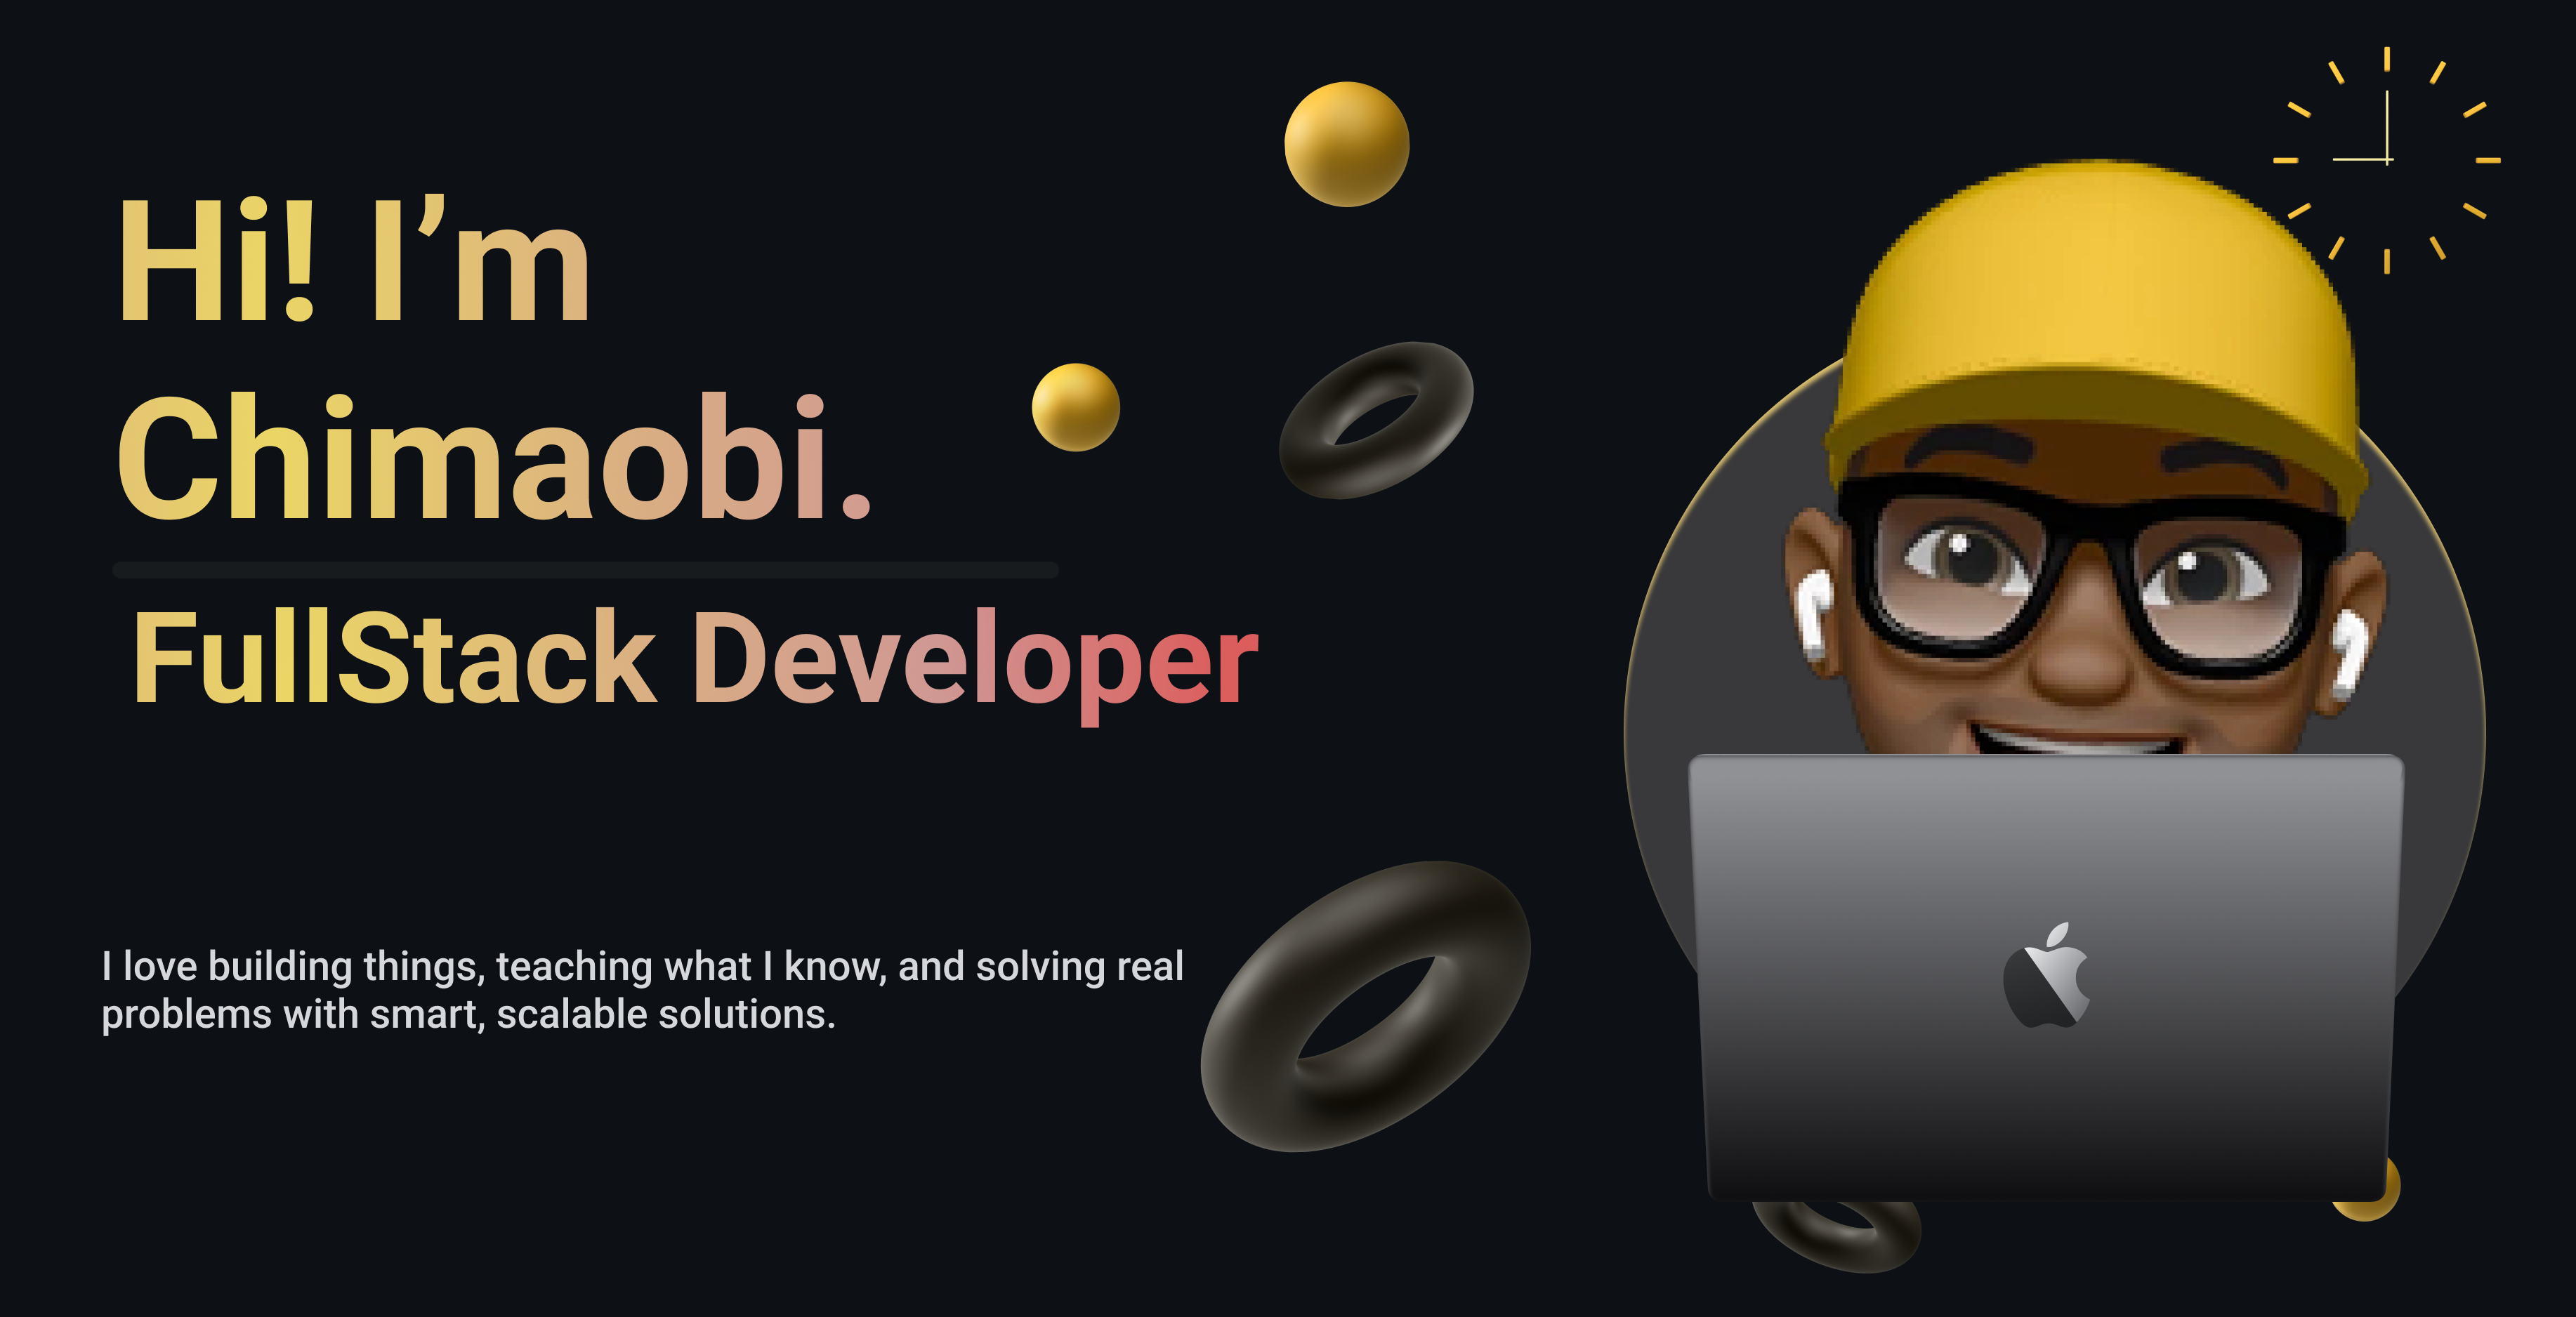 Hi! I’m
Chimaobi.
FullStack Developer
I love building things, teaching what I know, and solving real
problems with smart, scalable solutions.